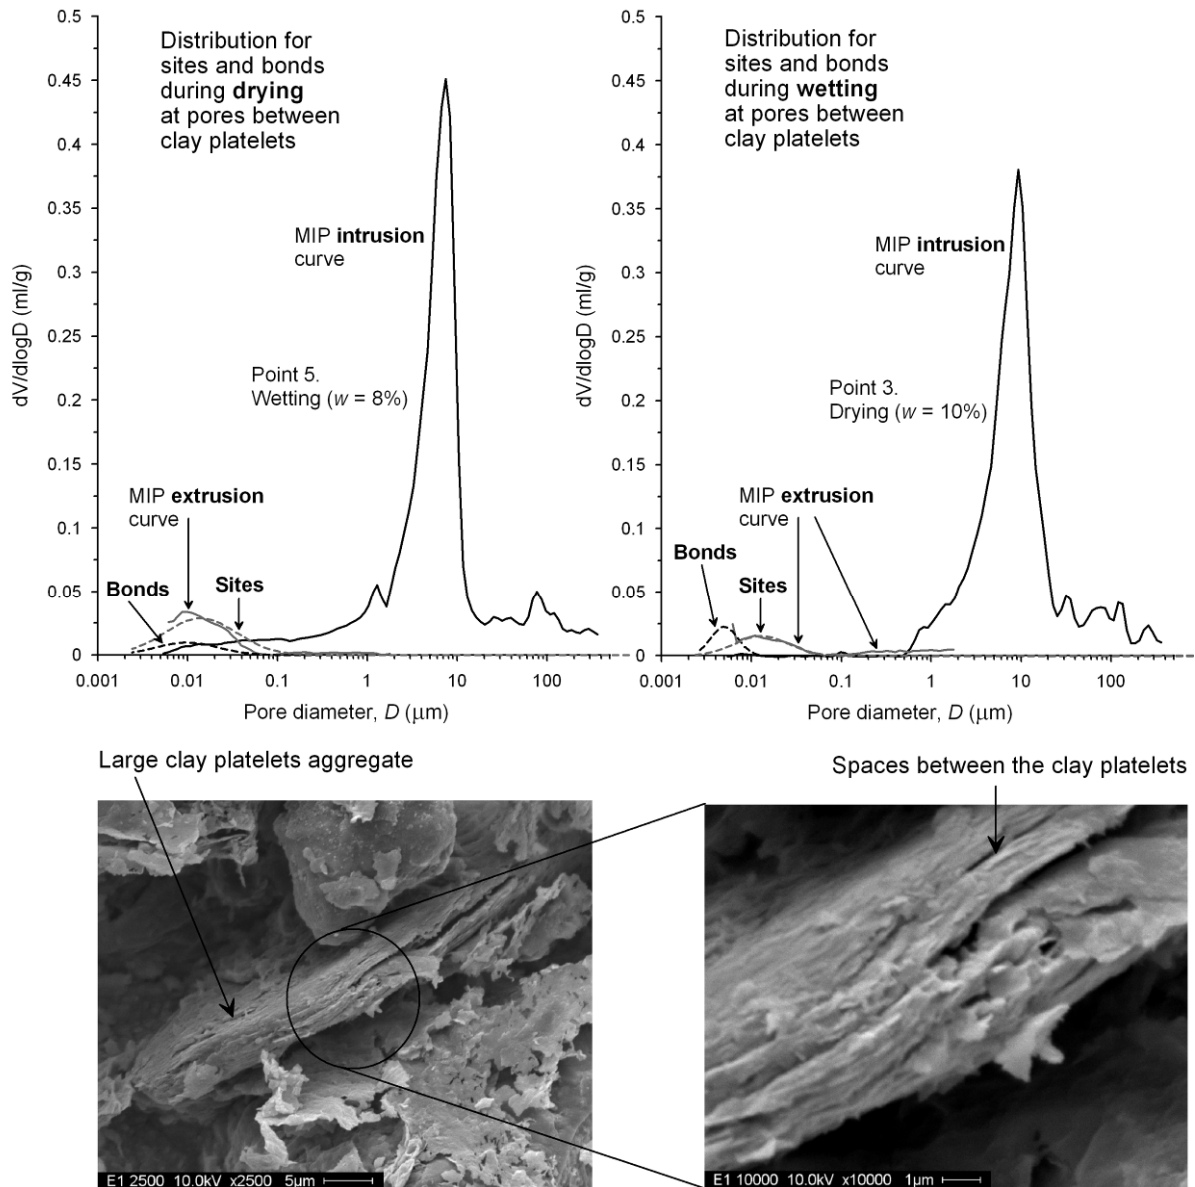 Distribution for
sites and bonds
during drying
at pores between
clay platelets
MIP intrusion
curve
Point 5.
Wetting (w = 8%)
MIP extrusion
curve
Bonds
Sites
dV/dlogD (ml/g)
0.5
0.45
0.4
0.35
0.3
0.25
0.2
0.15
0.1
0.05
0
0.001 0.01 0.1 1 10 100
Pore diameter, D (μm)
Distribution for
sites and bonds
during wetting
at pores between
clay platelets
MIP intrusion
curve
Point 3.
Drying (w = 10%)
MIP extrusion
curve
Bonds
Sites
dV/dlogD (ml/g)
0.5
0.45
0.4
0.35
0.3
0.25
0.2
0.15
0.1
0.05
0
0.001 0.01 0.1 1 10 100
Pore diameter, D (μm)
Large clay platelets aggregate
Spaces between the clay platelets
E1 2500 10.0kV x2500 5μm
E1 10000 10.0kV x10000 1μm